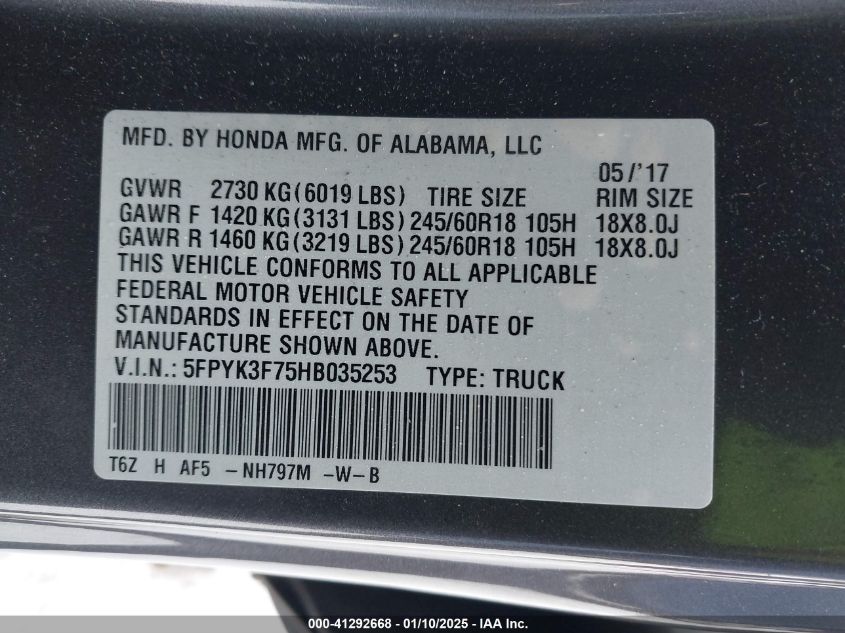 MFD. BY HONDA MFG. OF ALABAMA, LLC
05/'17
GVWR 2730 KG(6019 LBS) TIRE SIZE RIM SIZE
GAWR F 1420 KG(3131 LBS) 245/60R18 105H 18X8.0J
GAWR R 1460 KG(3219 LBS) 245/60R18 105H 18X8.0J
THIS VEHICLE CONFORMS TO ALL APPLICABLE
FEDERAL MOTOR VEHICLE SAFETY
STANDARDS IN EFFECT ON THE DATE OF
MANUFACTURE SHOWN ABOVE.
V.I.N.: 5FPYK3F75HB035253 TYPE: TRUCK
T6Z H AF5 -NH797M -W-B
000-41292668 - 01/10/2025 - IAA Inc.